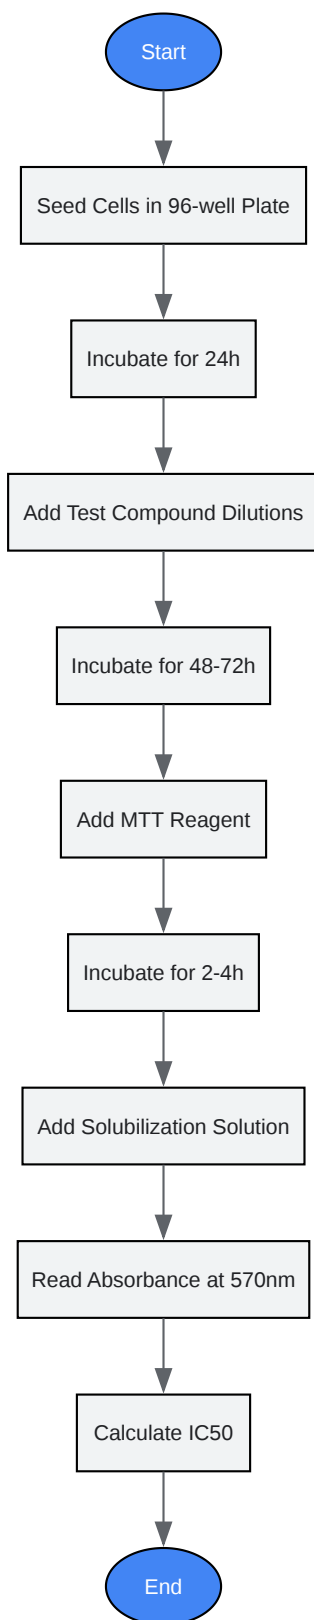 Start
Seed Cells in 96-well Plate
Incubate for 24h
Add Test Compound Dilutions
Incubate for 48-72h
Add MTT Reagent
Incubate for 2-4h
Add Solubilization Solution
Read Absorbance at 570nm
Calculate IC50
End